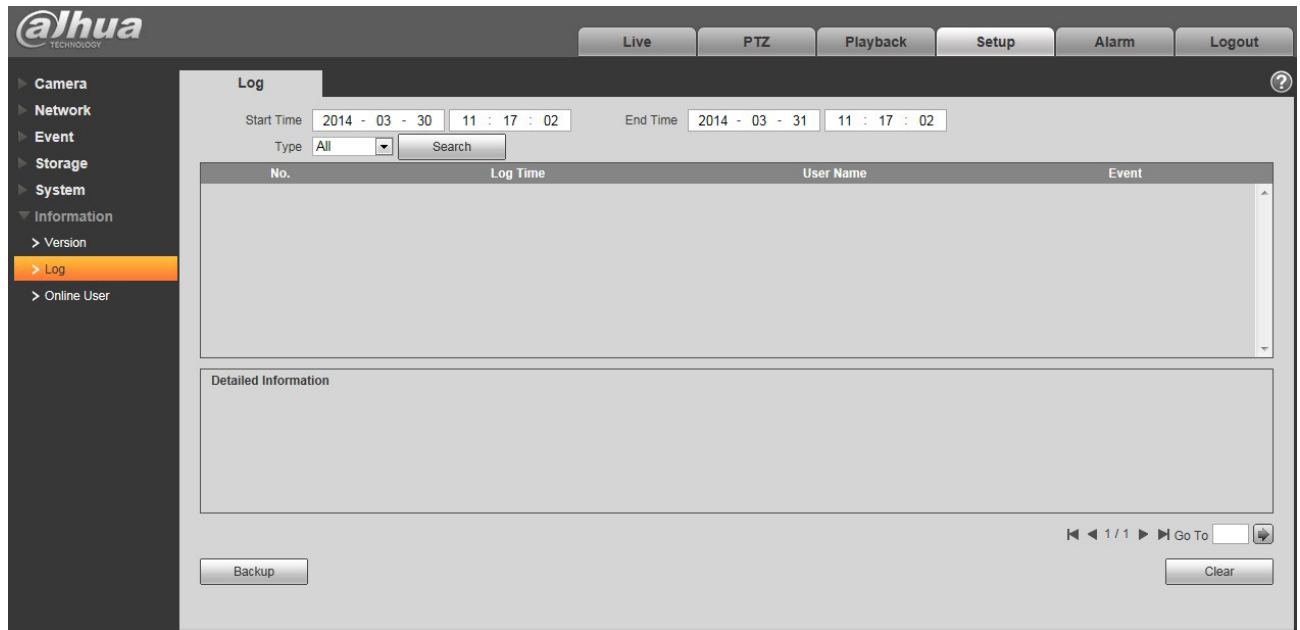 alhua
TECHNOLOGY
Live PTZ Playback Setup Alarm Logout
Camera
Network
Event
Storage
System
Information
> Version
> Log
> Online User
Log
?
Start Time 2014 - 03 - 30 11 : 17 : 02 End Time 2014 - 03 - 31 11 : 17 : 02
Type All Search
No. Log Time User Name Event
Detailed Information
1 / 1 Go To
Backup Clear